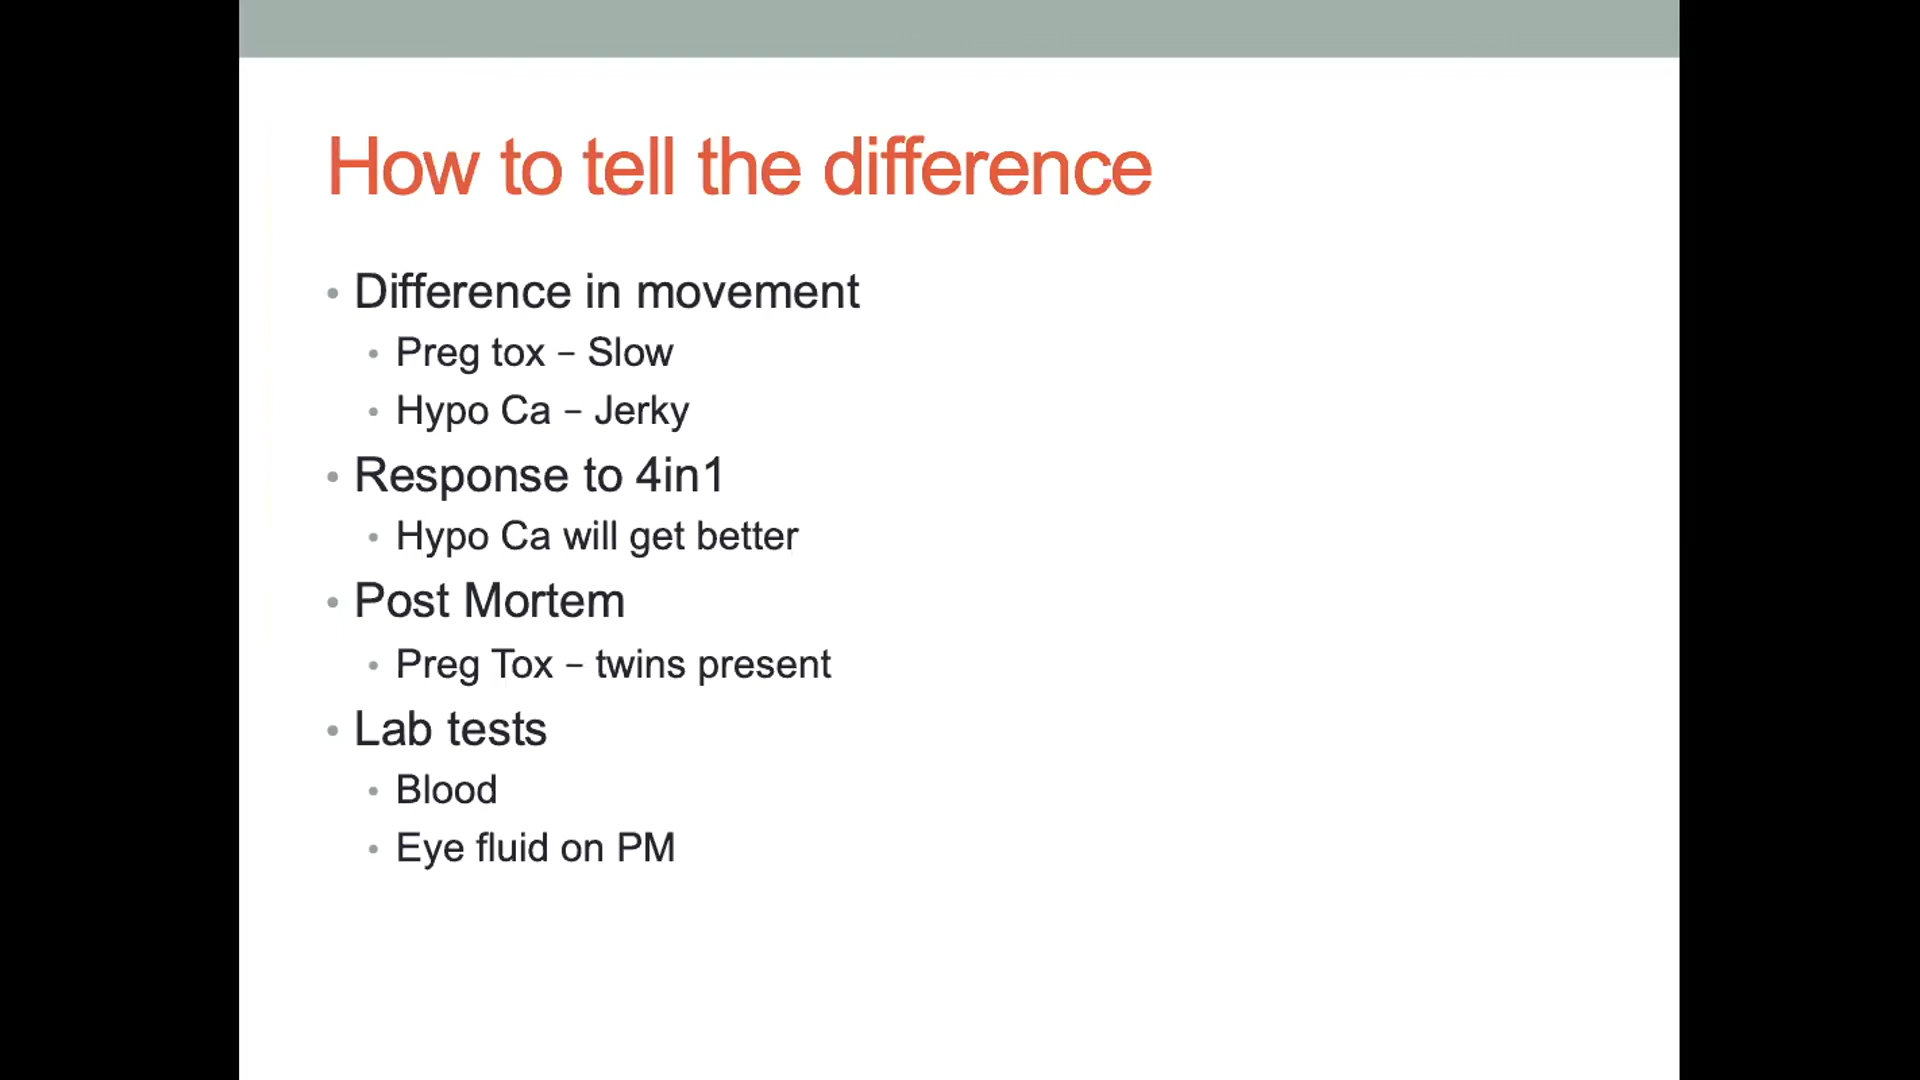 How to tell the difference
• Difference in movement
• Preg tox – Slow
• Hypo Ca – Jerky
• Response to 4in1
• Hypo Ca will get better
• Post Mortem
• Preg Tox – twins present
• Lab tests
• Blood
• Eye fluid on PM